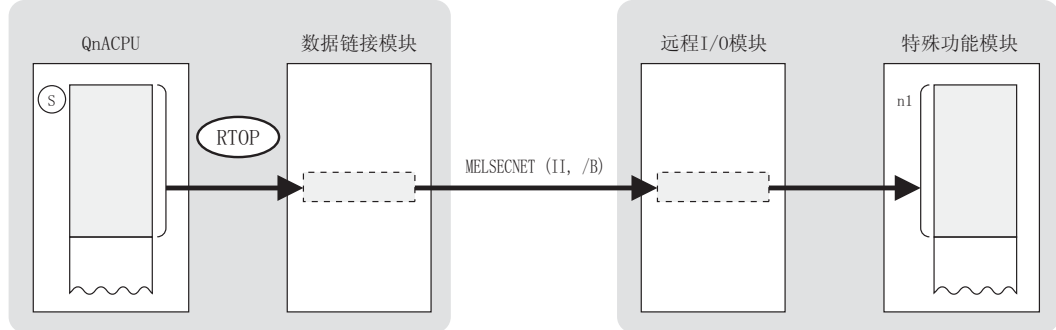 QnACPU
数据链接模块
远程I/O模块
特殊功能模块
S
n1
RTOP
MELSECNET (II, /B)